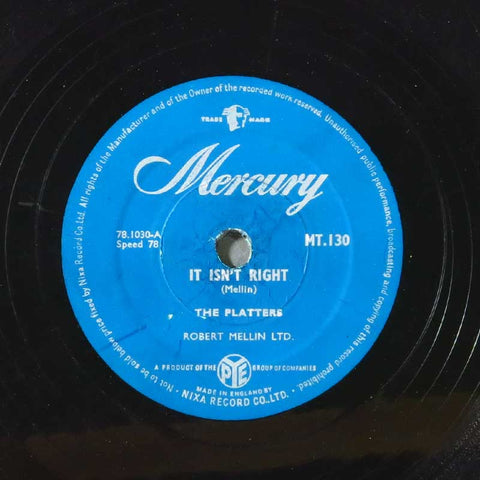 All rights of the Manufacturer and of the Owner of the recorded work reserved. Unauthorised public performance, broadcasting and copying of this record prohibited.
TRADE MARK
Mercury
78.1030-A
Speed 78
MT.130
IT ISN'T RIGHT
(Mellin)
THE PLATTERS
ROBERT MELLIN LTD.
A PRODUCT OF THE PYE GROUP OF COMPANIES
MADE IN ENGLAND BY
NIXA RECORD CO. LTD.
Not to be sold below price fixed by Nixa Record Co. Ltd.